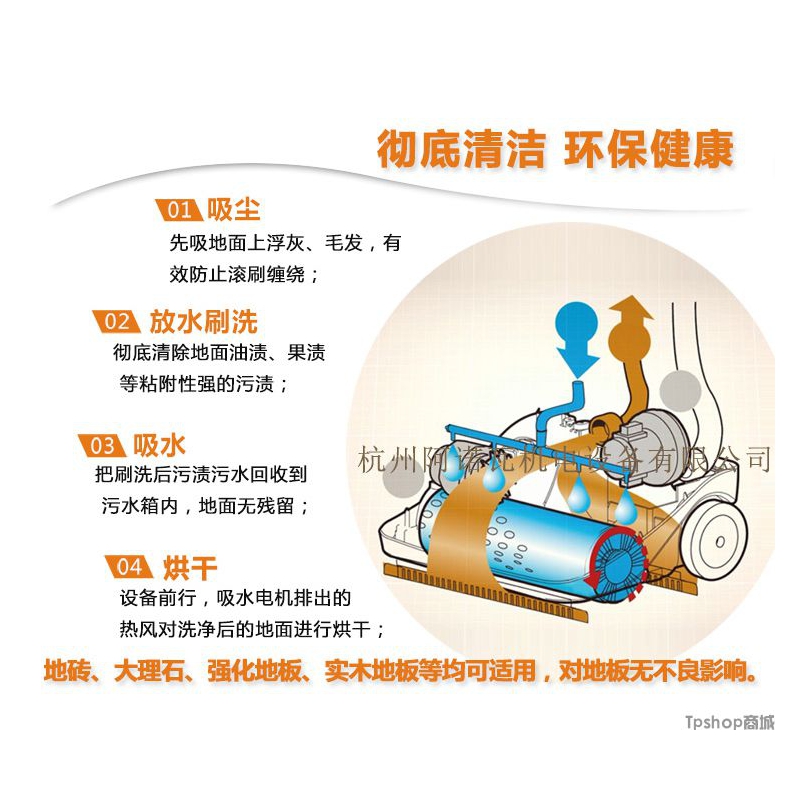 彻底清洁 环保健康
01 吸尘
先吸地面上浮灰、毛发，有
效防止滚刷缠绕；
02 放水刷洗
彻底清除地面油渍、果渍
等粘附性强的污渍；
03 吸水
把刷洗后污渍污水回收到
污水箱内，地面无残留；
杭州阿诺比机电设备有限公司
04 烘干
设备前行，吸水电机排出的
热风对洗净后的地面进行烘干；
地砖、大理石、强化地板、实木地板等均可适用，对地板无不良影响。
Tpshop商城